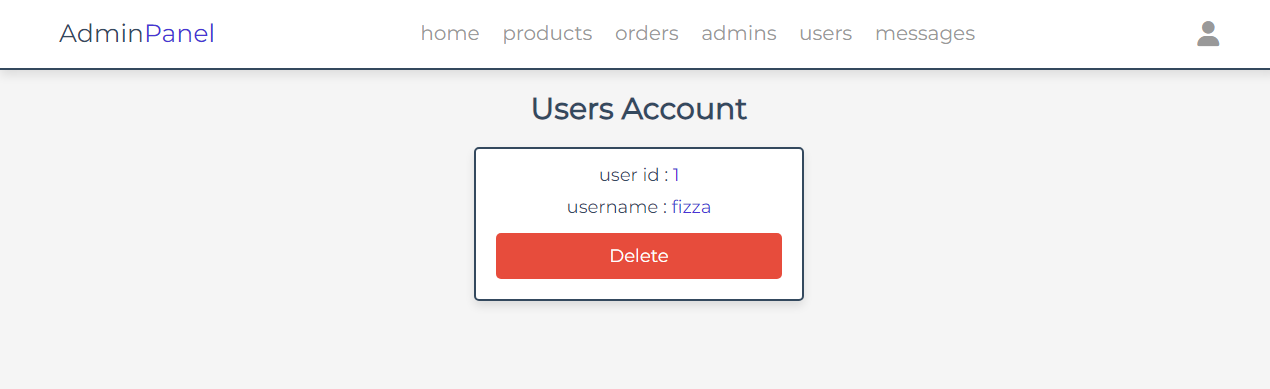 AdminPanel home products orders admins users messages
Users Account
user id : 1
username : fizza
Delete